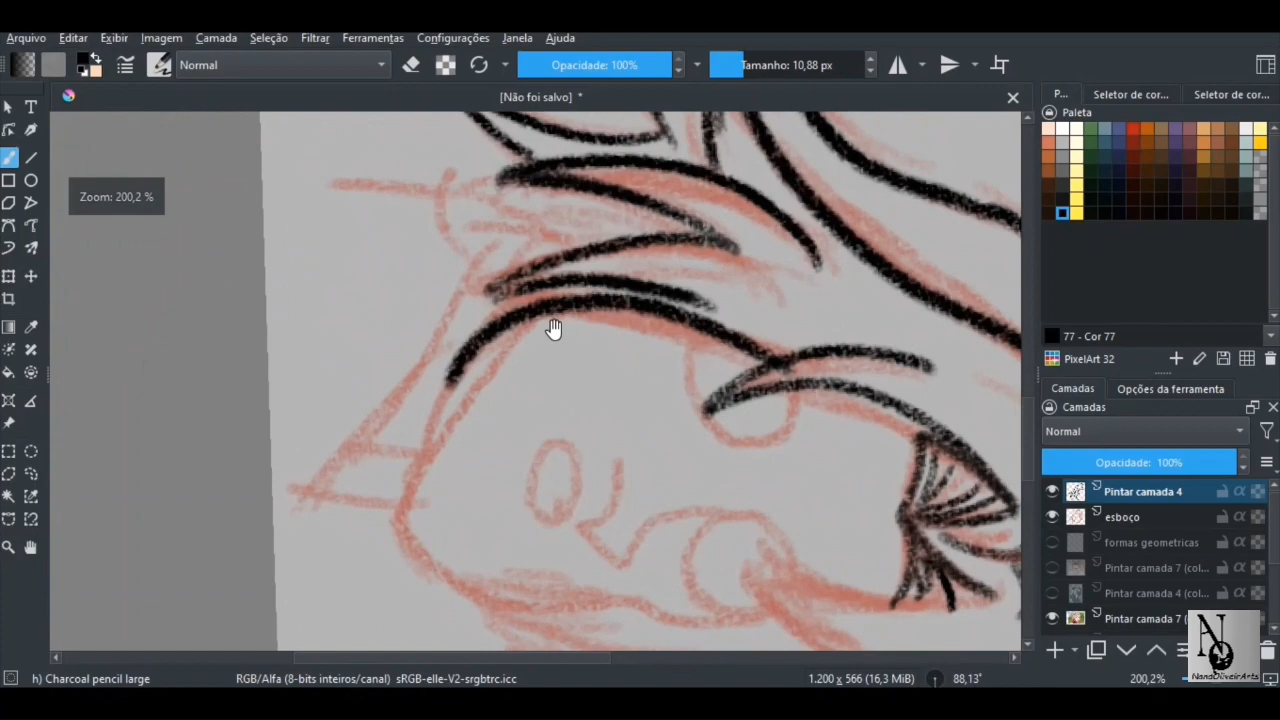 Arquivo Editar Exibir Imagem Camada Seleção Filtrar Ferramentas Configurações Janela Ajuda
Normal Opacidade: 100% Tamanho: 10,88 px
[Não foi salvo] *
P... Seletor de cor... Seletor de cor...
Paleta
Zoom: 200,2 %
77 - Cor 77
PixelArt 32
Camadas Opções da ferramenta
Camadas
Normal
Opacidade: 100%
Pintar camada 4
esboço
formas geometricas
Pintar camada 7 (col...
Pintar camada 4 (col...
Pintar camada 7 (
NandOliveirArts
h) Charcoal pencil large RGB/Alfa (8-bits inteiros/canal) sRGB-elle-V2-srgbtrc.icc 1.200 x 566 (16,3 MiB) 88,13° 200,2%